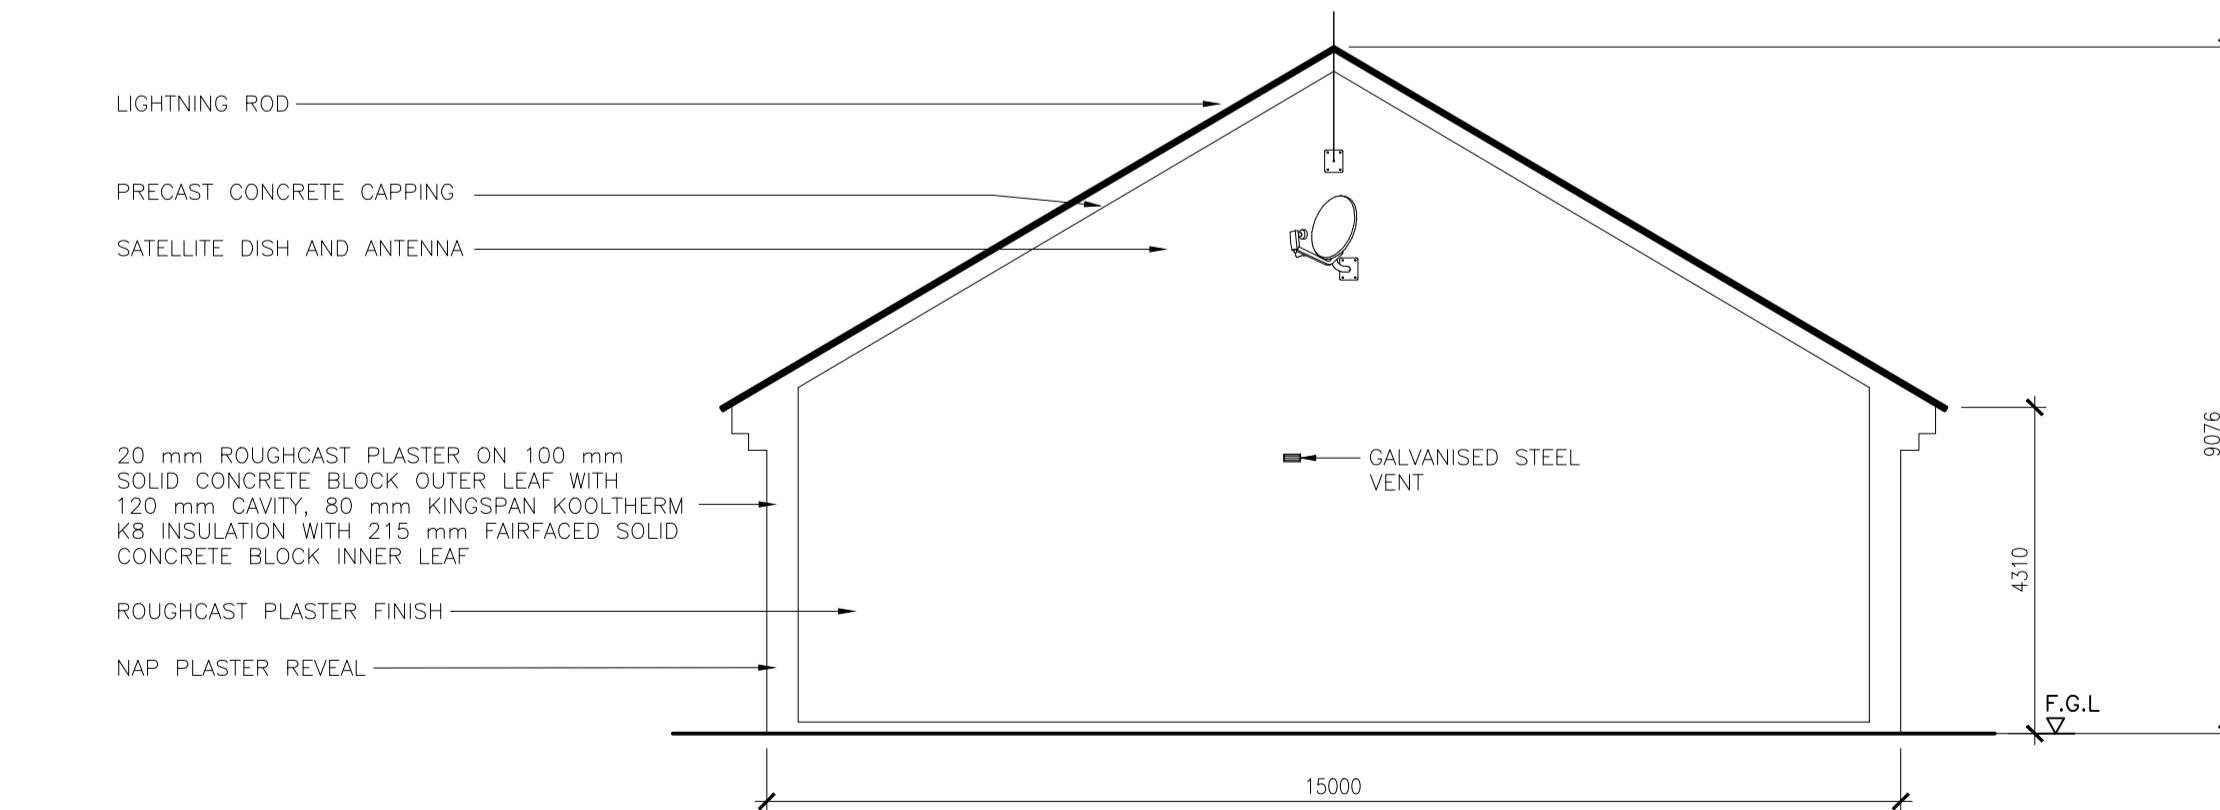 LIGHTNING ROD
PRECAST CONCRETE CAPPING
SATELLITE DISH AND ANTENNA
20 mm ROUGHCAST PLASTER ON 100 mm
SOLID CONCRETE BLOCK OUTER LEAF WITH
120 mm CAVITY, 80 mm KINGSPAN KOOLTHERM
K8 INSULATION WITH 215 mm FAIRFACED SOLID
CONCRETE BLOCK INNER LEAF
ROUGHCAST PLASTER FINISH
NAP PLASTER REVEAL
GALVANISED STEEL
VENT
9076
4310
F.G.L
15000